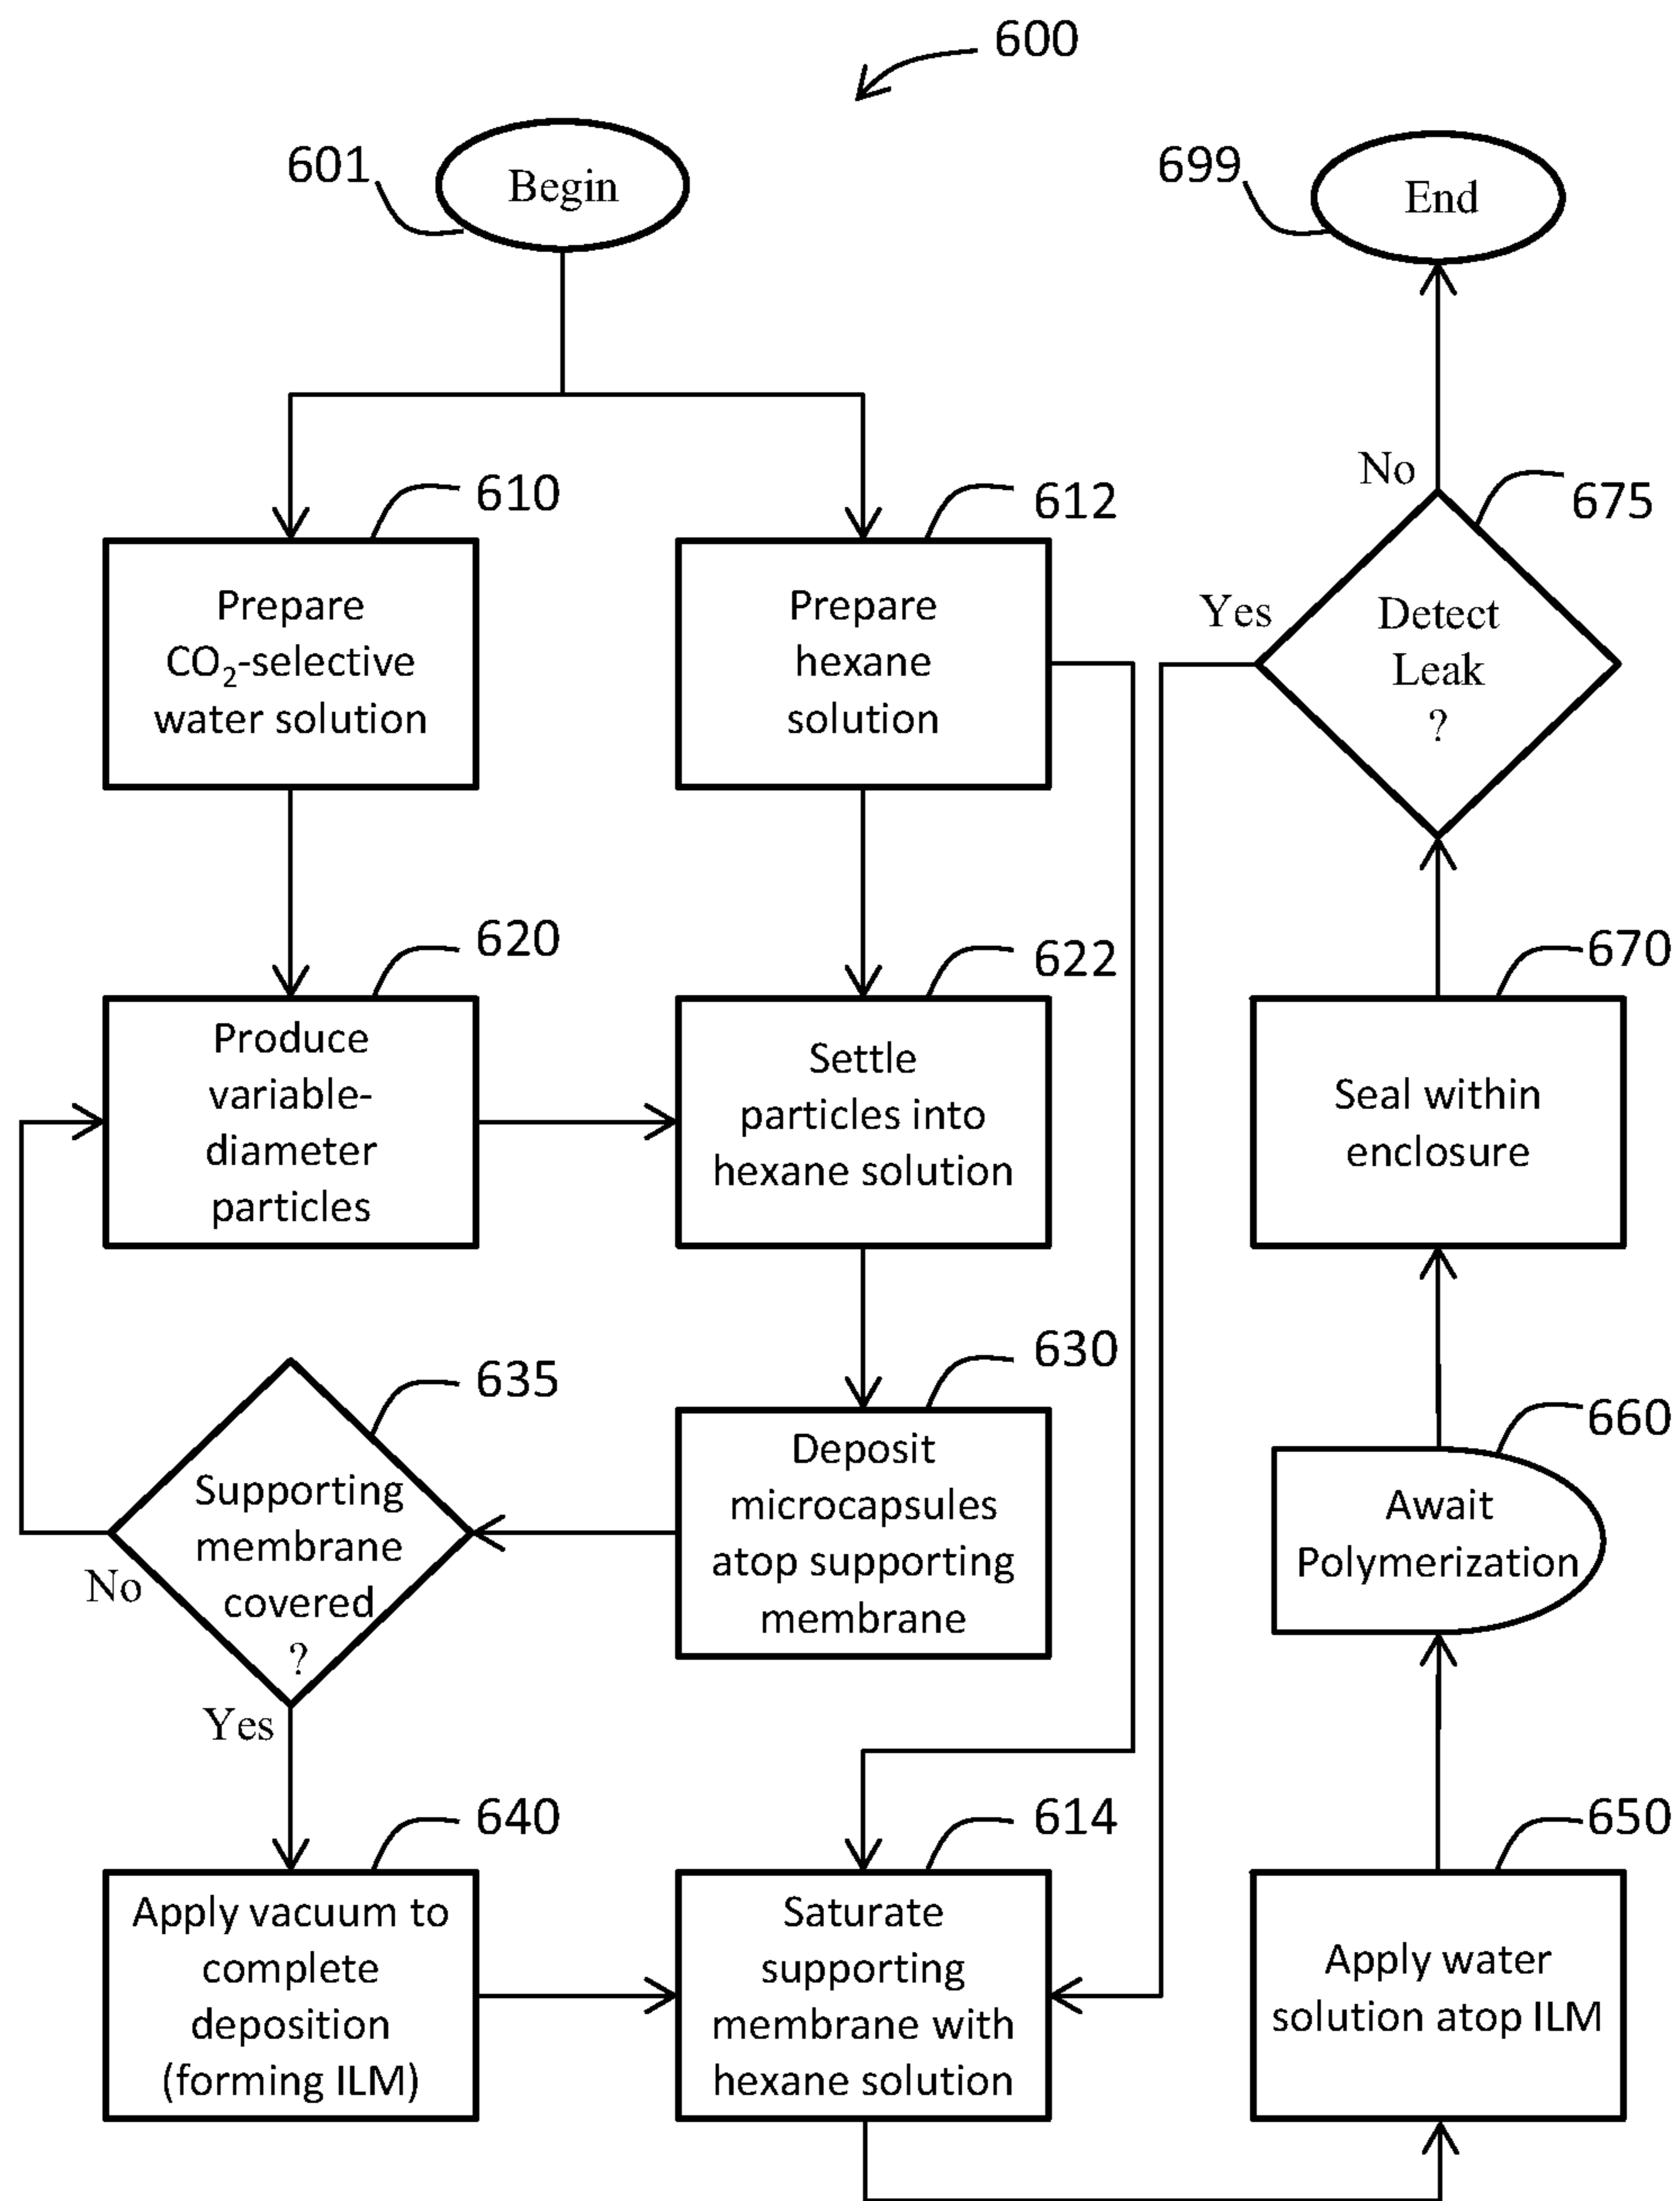 600
601
Begin
699
End
No
675
610
612
Prepare
CO₂-selective
water solution
Prepare
hexane
solution
Yes
Detect
Leak
?
620
622
670
Produce
variable-
diameter
particles
Settle
particles into
hexane solution
Seal within
enclosure
635
630
660
Supporting
membrane
covered
?
No
Yes
Deposit
microcapsules
atop supporting
membrane
Await
Polymerization
640
614
650
Apply vacuum to
complete
deposition
(forming ILM)
Saturate
supporting
membrane with
hexane solution
Apply water
solution atop ILM